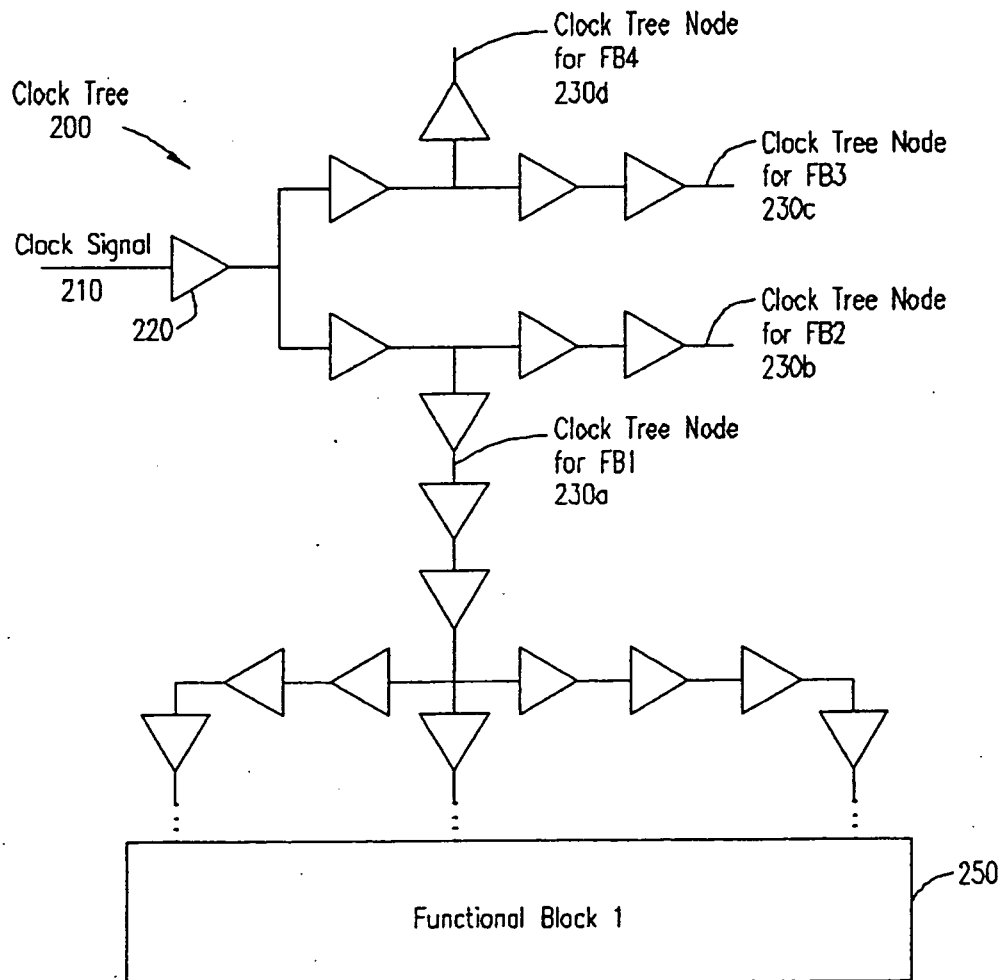 Clock Tree Node
for FB4
230d
Clock Tree
200
Clock Tree Node
for FB3
230c
Clock Signal
210
220
Clock Tree Node
for FB2
230b
Clock Tree Node
for FB1
230a
250
Functional Block 1